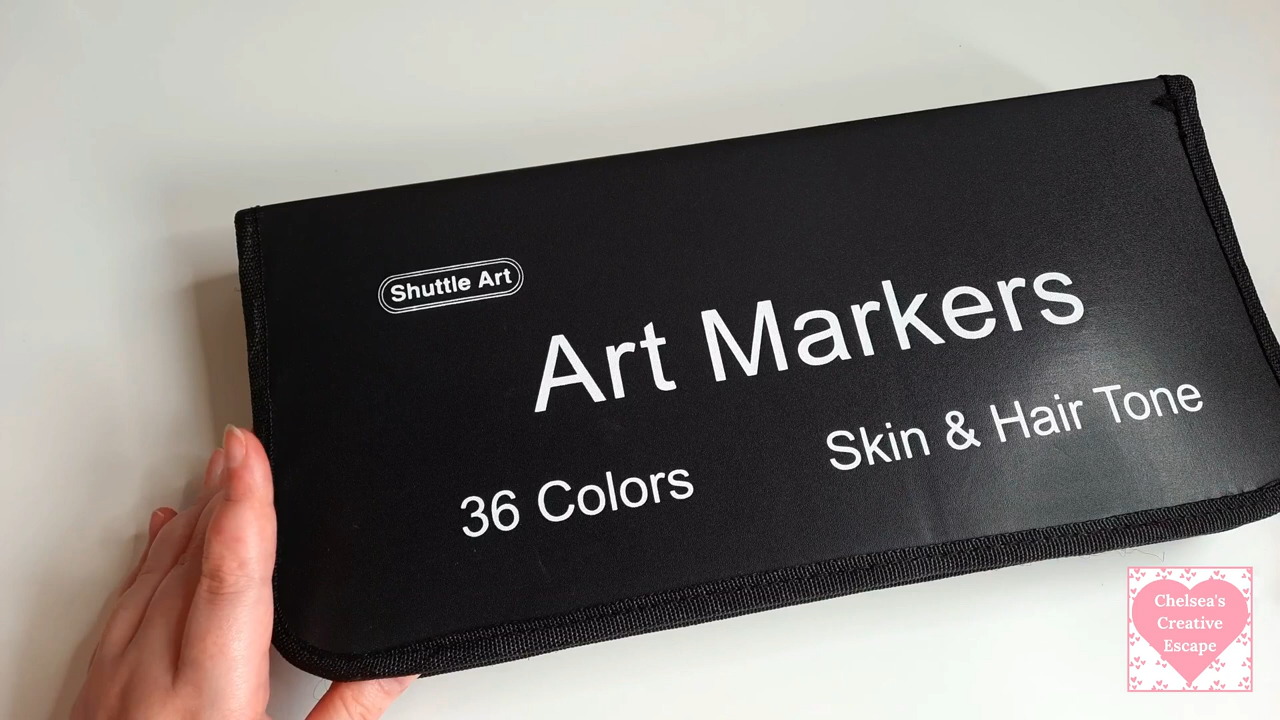 Shuttle Art
Art Markers
36 Colors
Skin & Hair Tone
Chelsea's
Creative
Escape